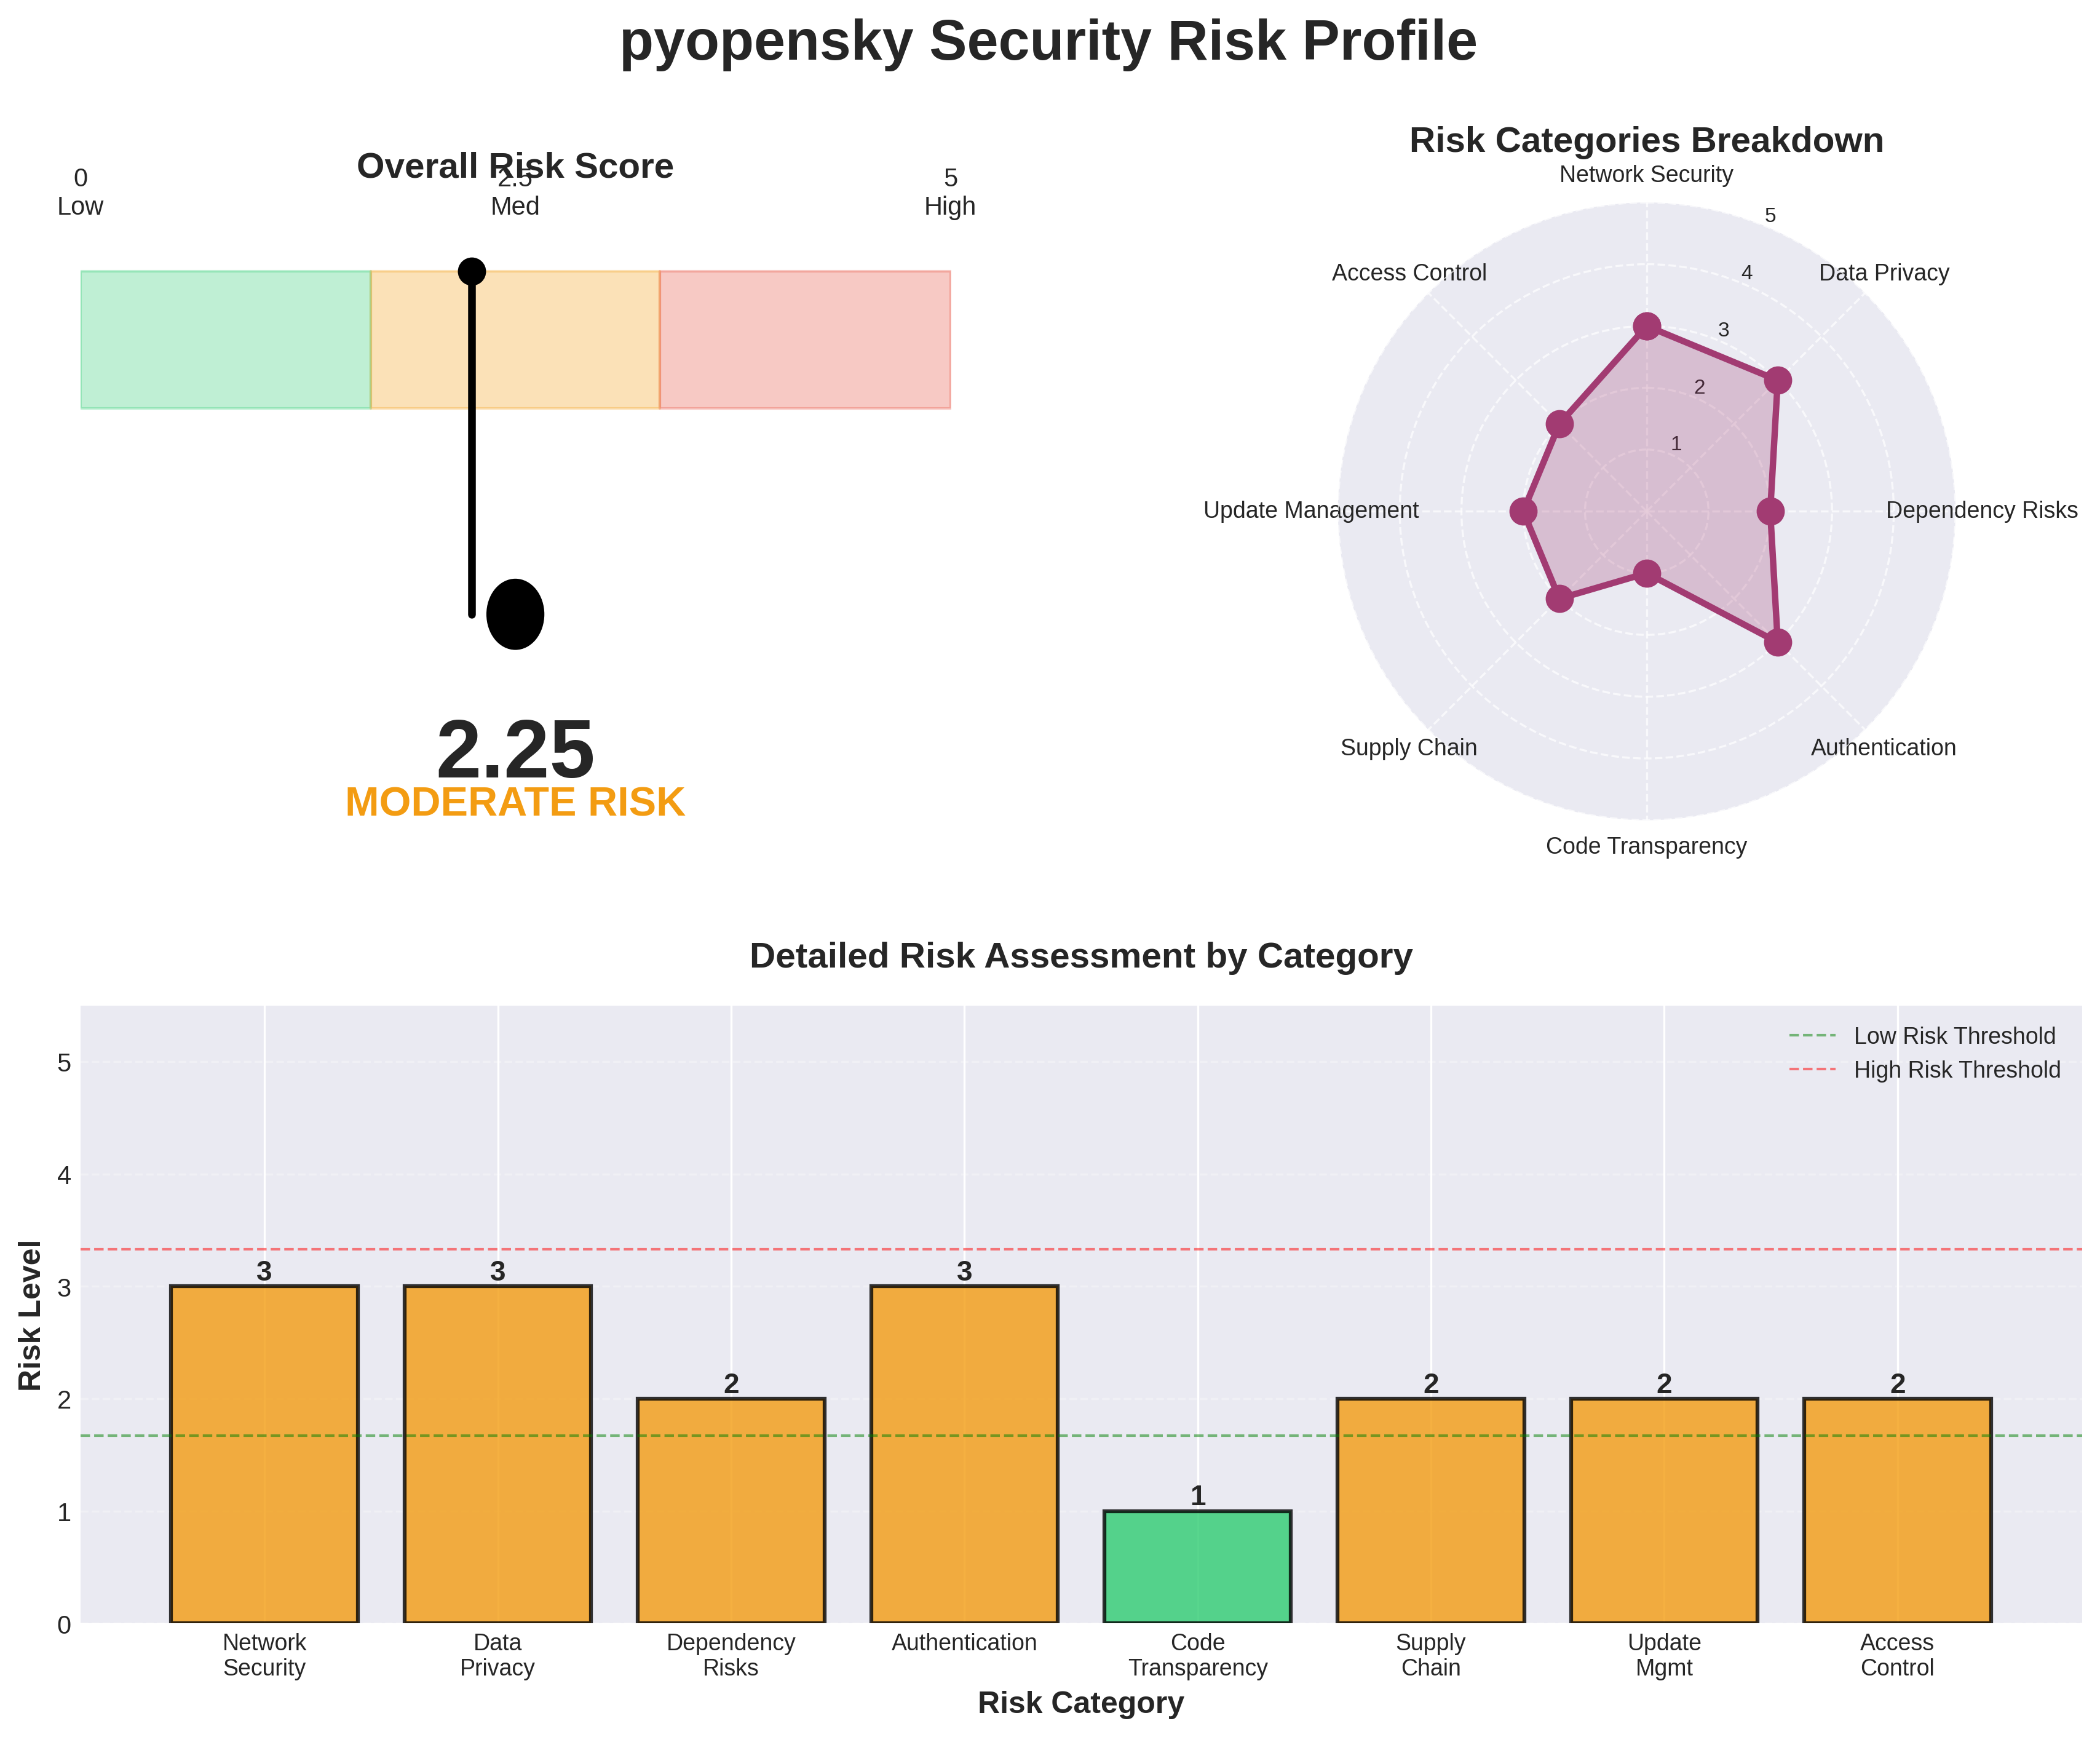 pyopensky Security Risk Profile
Overall Risk Score
0
Low
2.5
Med
5
High
2.25
MODERATE RISK
Risk Categories Breakdown
Network Security
Access Control
Data Privacy
Update Management
Dependency Risks
Supply Chain
Authentication
Code Transparency
5
4
3
2
1
Detailed Risk Assessment by Category
Low Risk Threshold
High Risk Threshold
Risk Level
5
4
3
2
1
0
3
3
2
3
1
2
2
2
Network
Security
Data
Privacy
Dependency
Risks
Authentication
Code
Transparency
Supply
Chain
Update
Mgmt
Access
Control
Risk Category